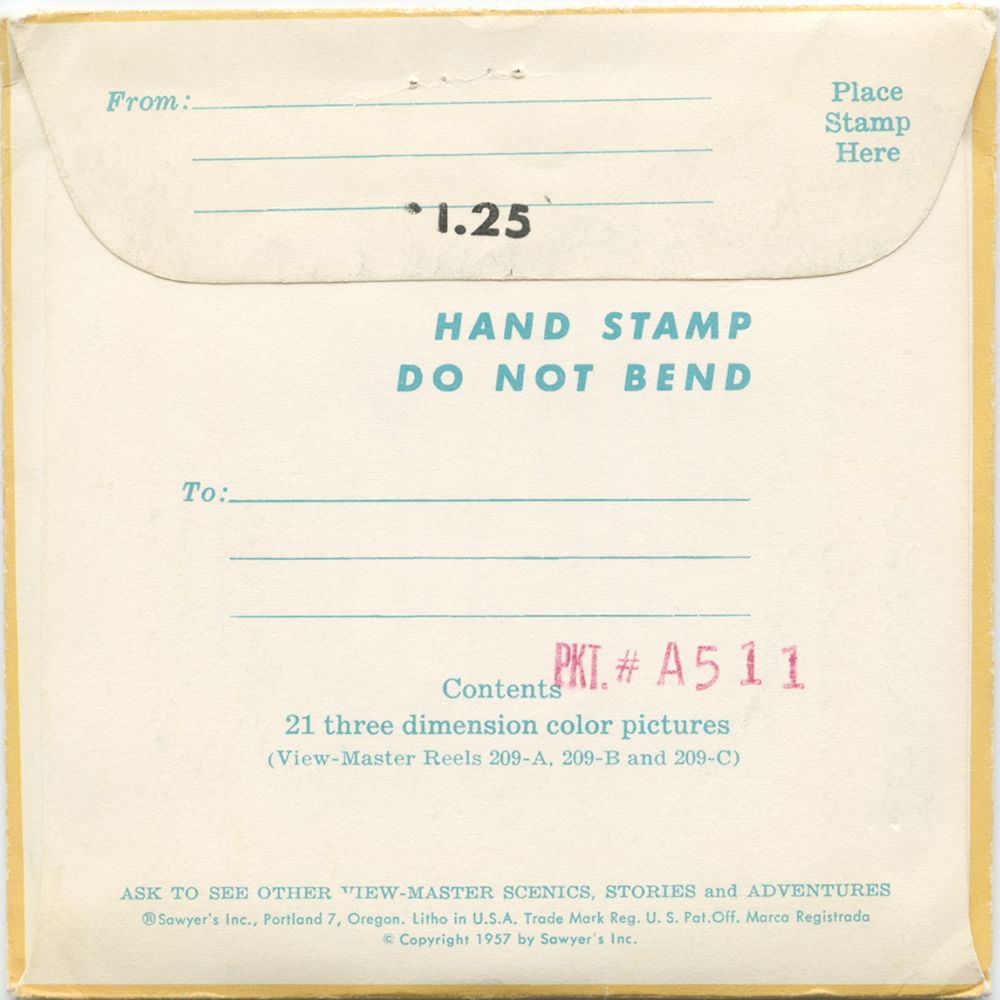 From:
Place
Stamp
Here
1.25
HAND STAMP
DO NOT BEND
To:
PKT. # A511
Contents
21 three dimension color pictures
(View-Master Reels 209-A, 209-B and 209-C)
ASK TO SEE OTHER VIEW-MASTER SCENICS, STORIES and ADVENTURES
®Sawyer's Inc., Portland 7, Oregon. Litho in U.S.A. Trade Mark Reg. U. S. Pat.Off. Marca Registrada
© Copyright 1957 by Sawyer's Inc.